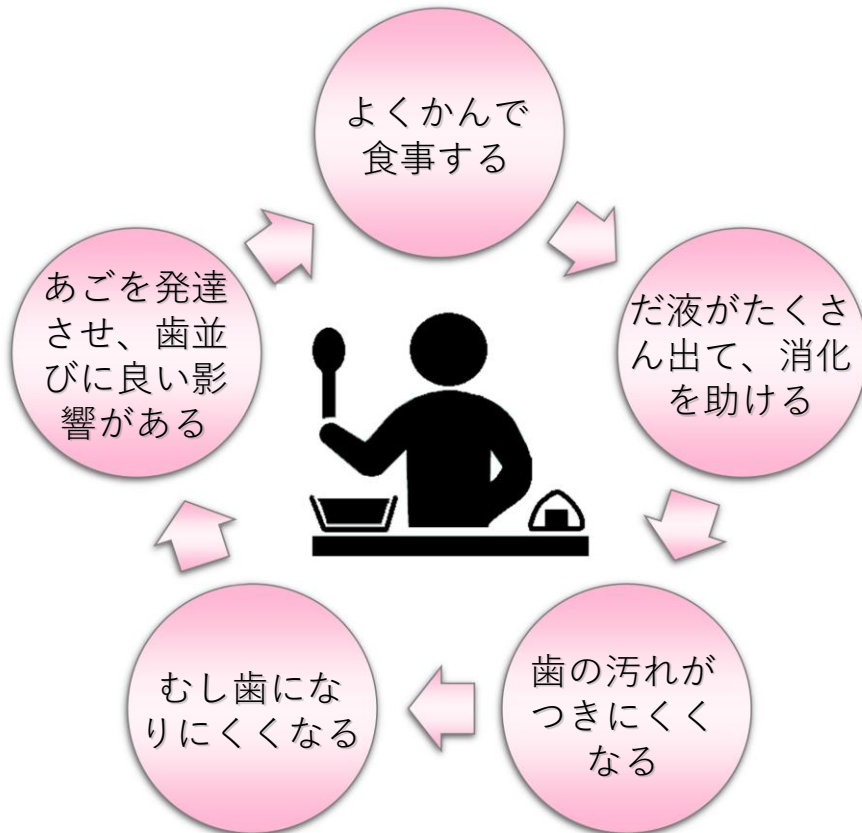 よくかんで
食事する
だ液がたくさ
ん出て、消化
を助ける
歯の汚れが
つきにくく
なる
むし歯にな
りにくくなる
あごを発達
させ、歯並
びに良い影
響がある